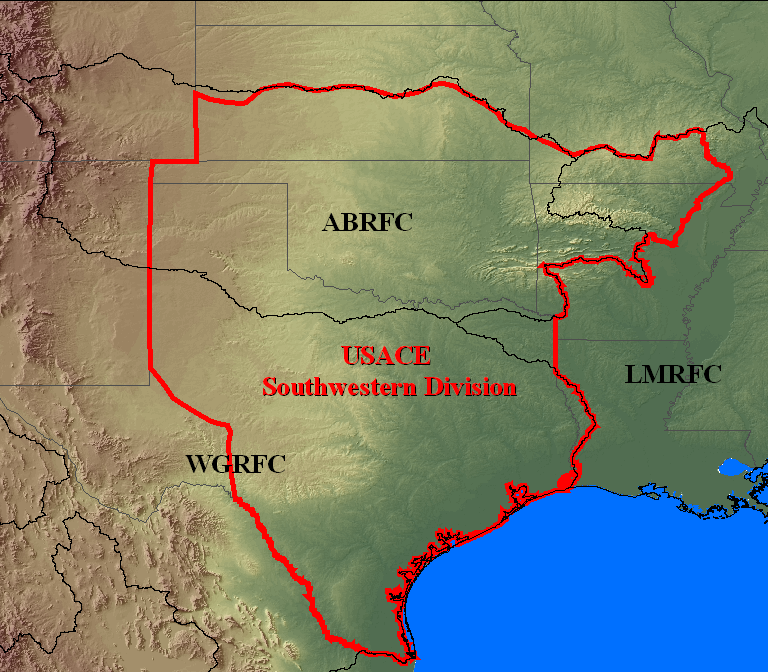 ABRFC
USACE
Southwestern Division
LMRFC
WGRFC